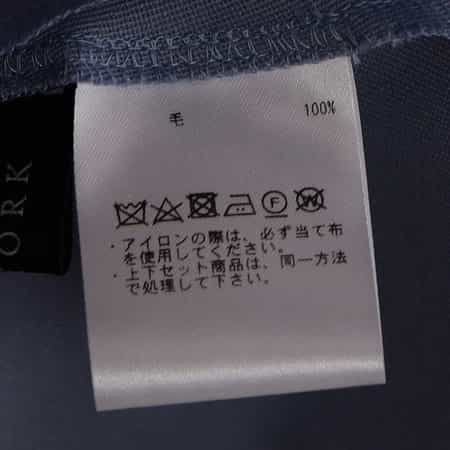 毛 100%
F W
・アイロンの際は、必ず当て布
を使用してください。
・上下セット商品は、同一方法
で処理して下さい。
ORK